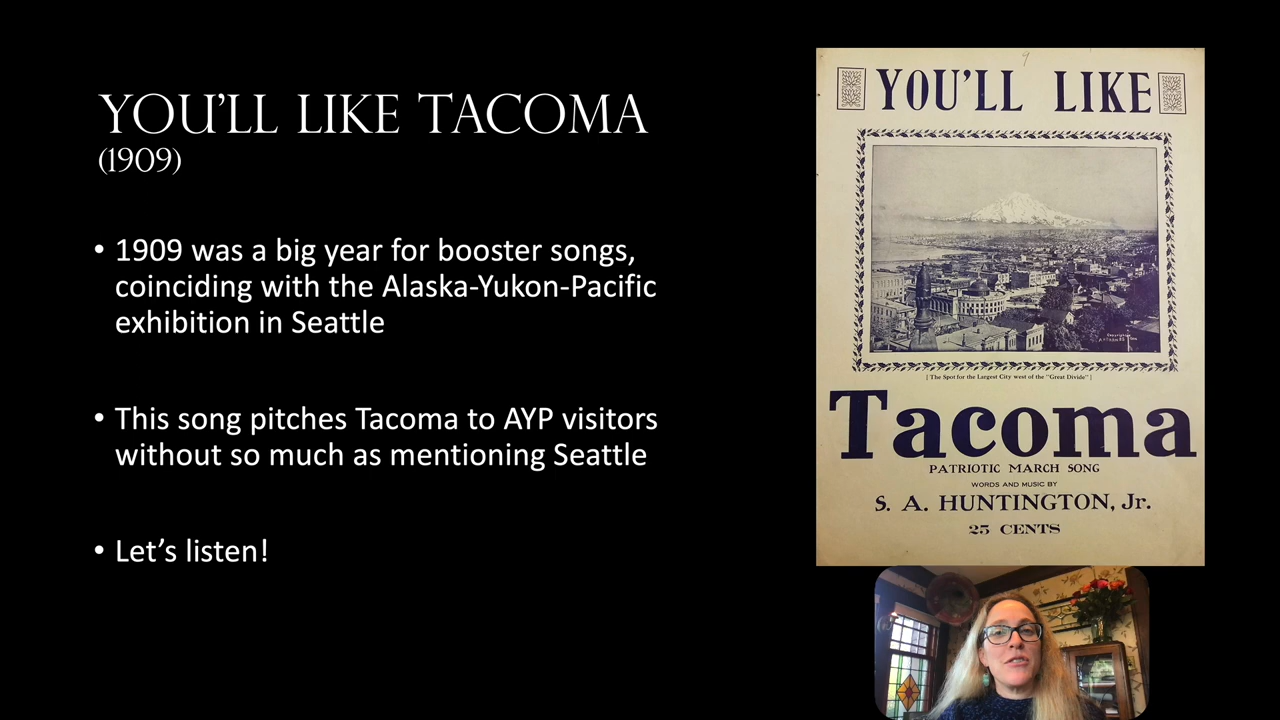 YOU'LL LIKE TACOMA
(1909)
• 1909 was a big year for booster songs,
coinciding with the Alaska-Yukon-Pacific
exhibition in Seattle
• This song pitches Tacoma to AYP visitors
without so much as mentioning Seattle
• Let's listen!
9
YOU'LL LIKE
[ The Spot for the Largest City west of the "Great Divide" ]
Tacoma
PATRIOTIC MARCH SONG
WORDS AND MUSIC BY
S. A. HUNTINGTON, Jr.
25 CENTS